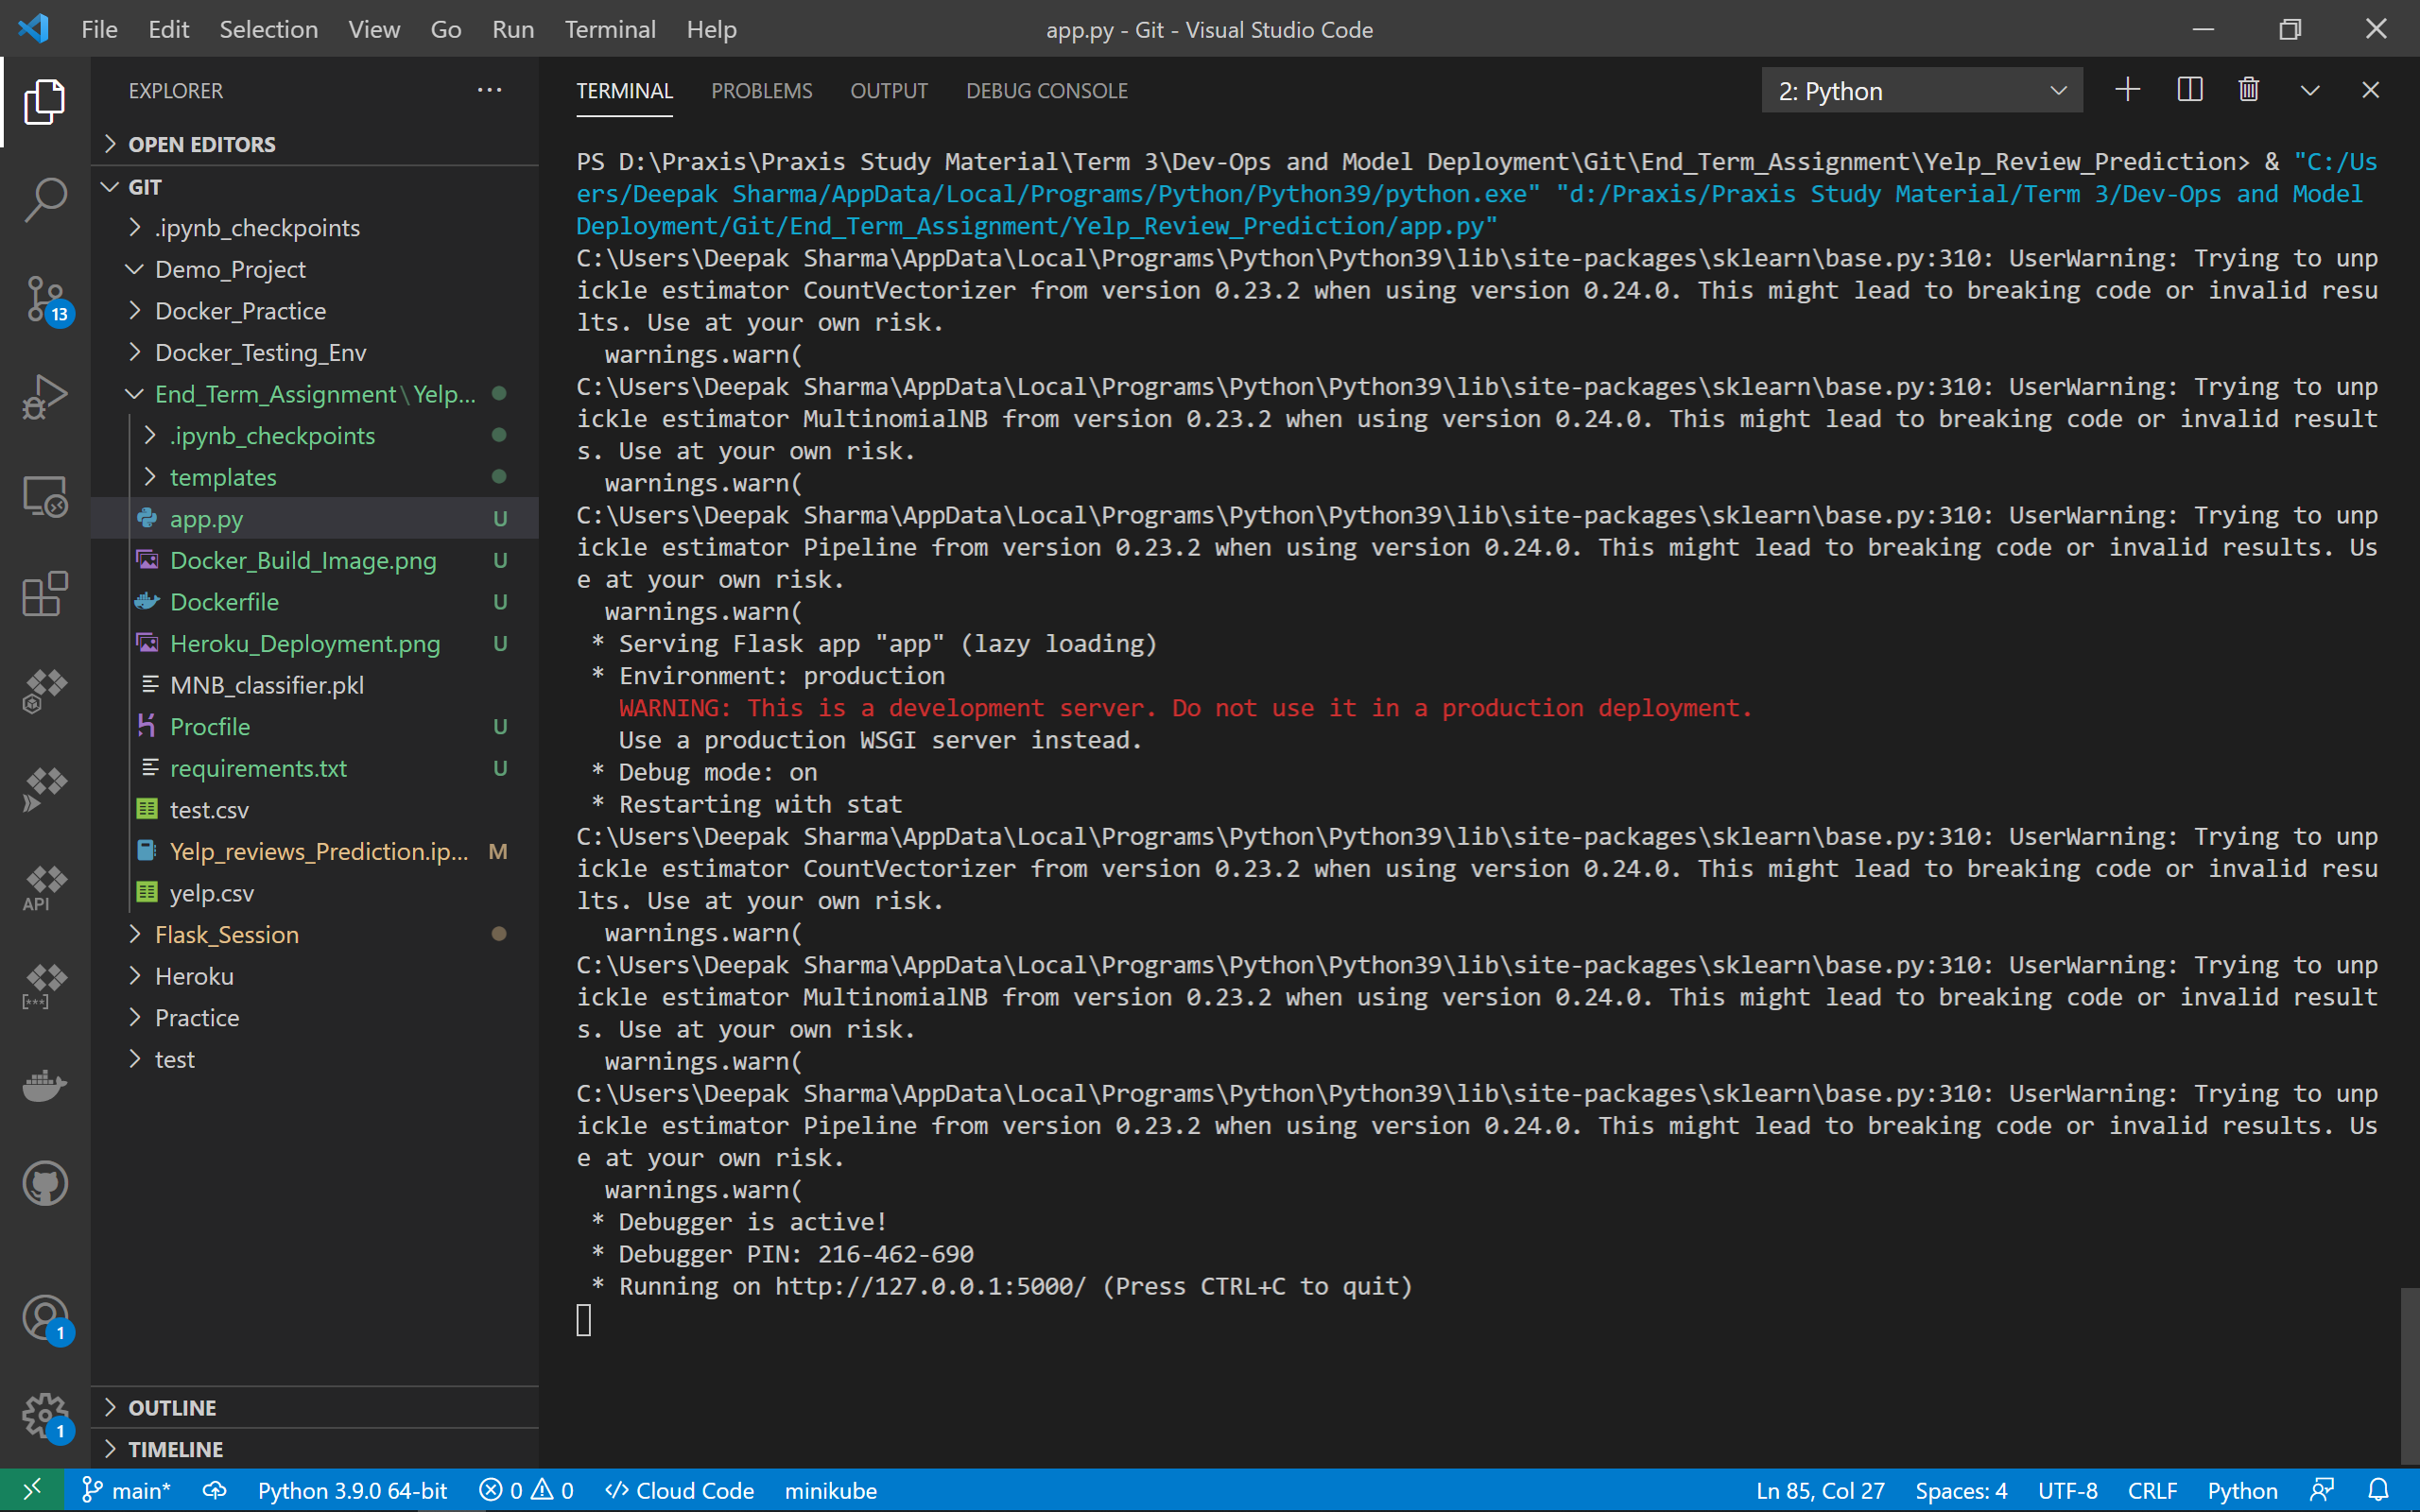 File Edit Selection View Go Run Terminal Help
app.py - Git - Visual Studio Code
EXPLORER
OPEN EDITORS
GIT
.ipynb_checkpoints
Demo_Project
Docker_Practice
Docker_Testing_Env
End_Term_Assignment\Yelp...
.ipynb_checkpoints
templates
app.py U
Docker_Build_Image.png U
Dockerfile U
Heroku_Deployment.png U
MNB_classifier.pkl
Procfile U
requirements.txt U
test.csv
Yelp_reviews_Prediction.ip... M
yelp.csv
Flask_Session
Heroku
Practice
test
OUTLINE
TIMELINE
13
API
[***]
1
1
TERMINAL PROBLEMS OUTPUT DEBUG CONSOLE
2: Python
PS D:\Praxis\Praxis Study Material\Term 3\Dev-Ops and Model Deployment\Git\End_Term_Assignment\Yelp_Review_Prediction> & "C:/Us
ers/Deepak Sharma/AppData/Local/Programs/Python/Python39/python.exe" "d:/Praxis/Praxis Study Material/Term 3/Dev-Ops and Model
Deployment/Git/End_Term_Assignment/Yelp_Review_Prediction/app.py"
C:\Users\Deepak Sharma\AppData\Local\Programs\Python\Python39\lib\site-packages\sklearn\base.py:310: UserWarning: Trying to unp
ickle estimator CountVectorizer from version 0.23.2 when using version 0.24.0. This might lead to breaking code or invalid resu
lts. Use at your own risk.
warnings.warn(
C:\Users\Deepak Sharma\AppData\Local\Programs\Python\Python39\lib\site-packages\sklearn\base.py:310: UserWarning: Trying to unp
ickle estimator MultinomialNB from version 0.23.2 when using version 0.24.0. This might lead to breaking code or invalid result
s. Use at your own risk.
warnings.warn(
C:\Users\Deepak Sharma\AppData\Local\Programs\Python\Python39\lib\site-packages\sklearn\base.py:310: UserWarning: Trying to unp
ickle estimator Pipeline from version 0.23.2 when using version 0.24.0. This might lead to breaking code or invalid results. Us
e at your own risk.
warnings.warn(
* Serving Flask app "app" (lazy loading)
* Environment: production
WARNING: This is a development server. Do not use it in a production deployment.
Use a production WSGI server instead.
* Debug mode: on
* Restarting with stat
C:\Users\Deepak Sharma\AppData\Local\Programs\Python\Python39\lib\site-packages\sklearn\base.py:310: UserWarning: Trying to unp
ickle estimator CountVectorizer from version 0.23.2 when using version 0.24.0. This might lead to breaking code or invalid resu
lts. Use at your own risk.
warnings.warn(
C:\Users\Deepak Sharma\AppData\Local\Programs\Python\Python39\lib\site-packages\sklearn\base.py:310: UserWarning: Trying to unp
ickle estimator MultinomialNB from version 0.23.2 when using version 0.24.0. This might lead to breaking code or invalid result
s. Use at your own risk.
warnings.warn(
C:\Users\Deepak Sharma\AppData\Local\Programs\Python\Python39\lib\site-packages\sklearn\base.py:310: UserWarning: Trying to unp
ickle estimator Pipeline from version 0.23.2 when using version 0.24.0. This might lead to breaking code or invalid results. Us
e at your own risk.
warnings.warn(
* Debugger is active!
* Debugger PIN: 216-462-690
* Running on http://127.0.0.1:5000/ (Press CTRL+C to quit)
main* Python 3.9.0 64-bit 0 0 Cloud Code minikube Ln 85, Col 27 Spaces: 4 UTF-8 CRLF Python